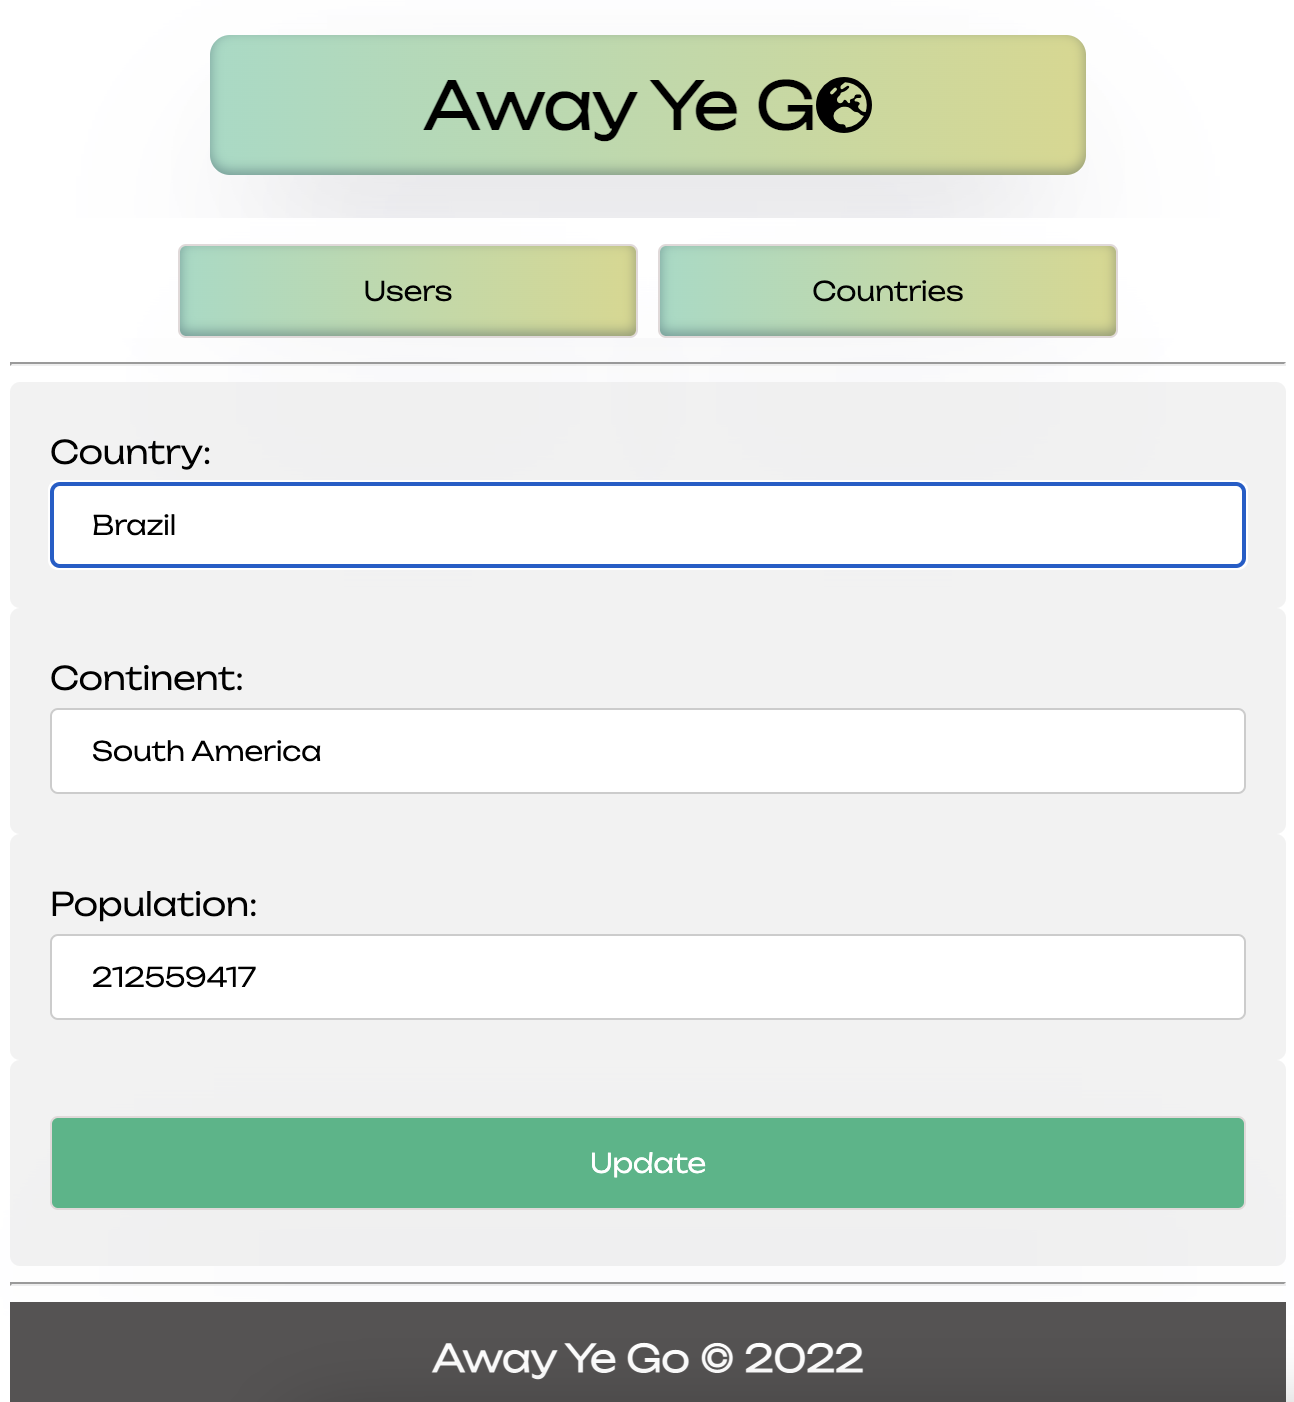 Away Ye G
Users
Countries
Country:
Brazil
Continent:
South America
Population:
212559417
Update
Away Ye Go © 2022